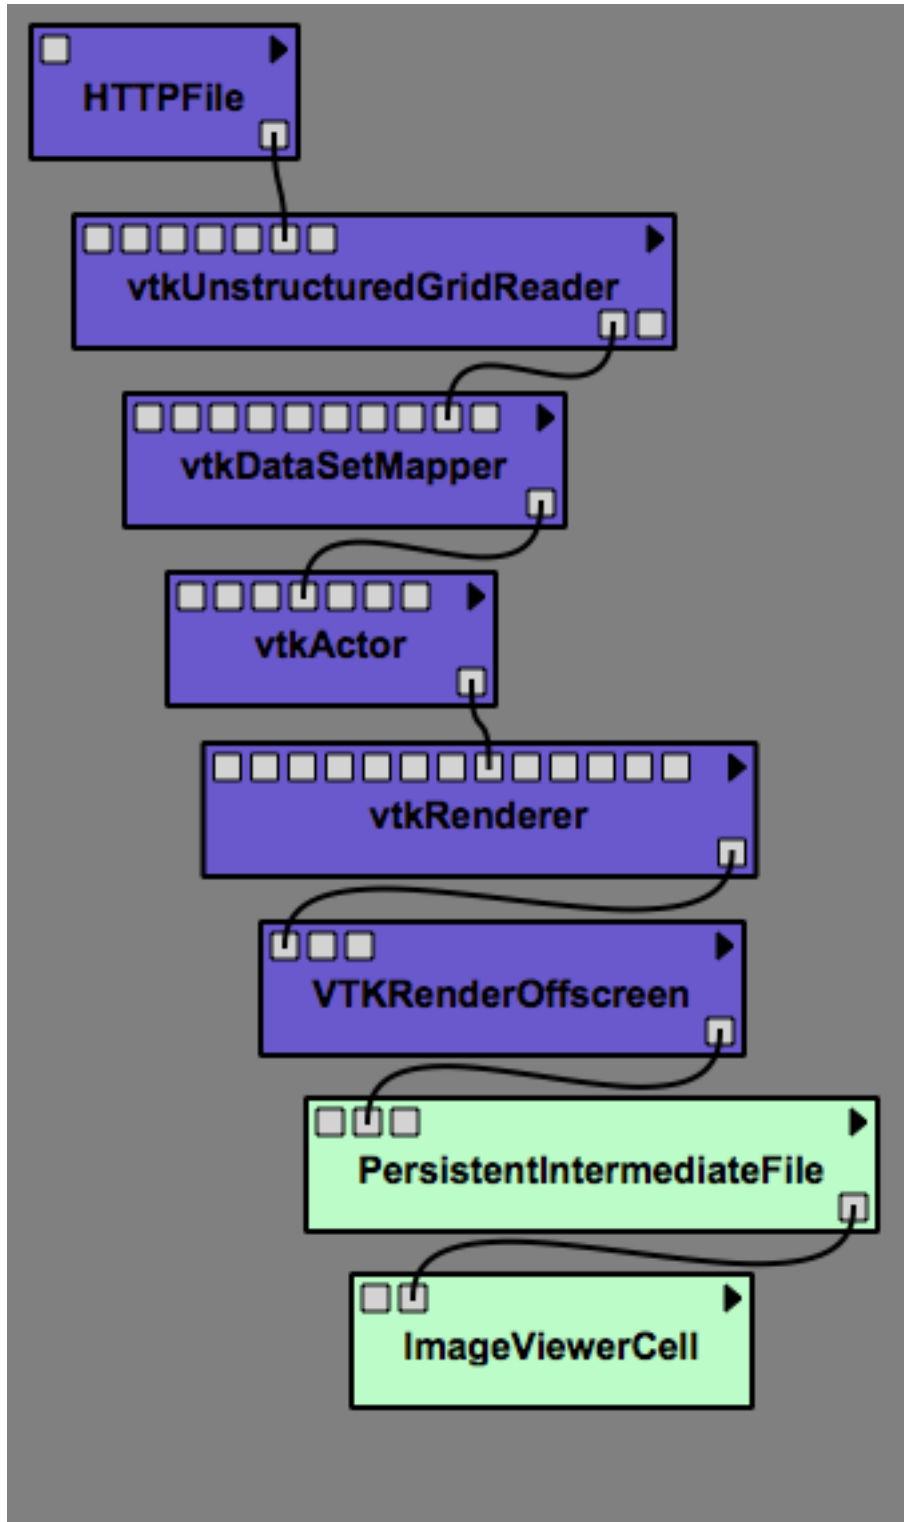 HTTPFile
vtkUnstructuredGridReader
vtkDataSetMapper
vtkActor
vtkRenderer
VTKRenderOffscreen
PersistentIntermediateFile
ImageViewerCell